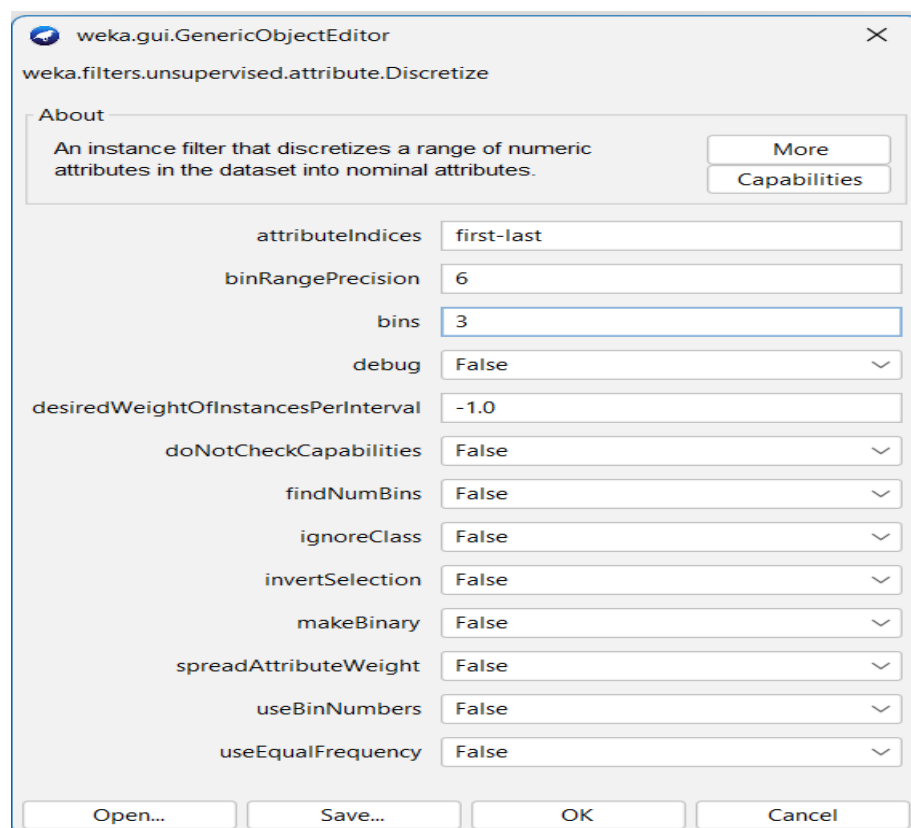 weka.gui.GenericObjectEditor
weka.filters.unsupervised.attribute.Discretize
About
An instance filter that discretizes a range of numeric
attributes in the dataset into nominal attributes.
More
Capabilities
attributeIndices first-last
binRangePrecision 6
bins 3
debug False
desiredWeightOfInstancesPerInterval -1.0
doNotCheckCapabilities False
findNumBins False
ignoreClass False
invertSelection False
makeBinary False
spreadAttributeWeight False
useBinNumbers False
useEqualFrequency False
Open... Save... OK Cancel